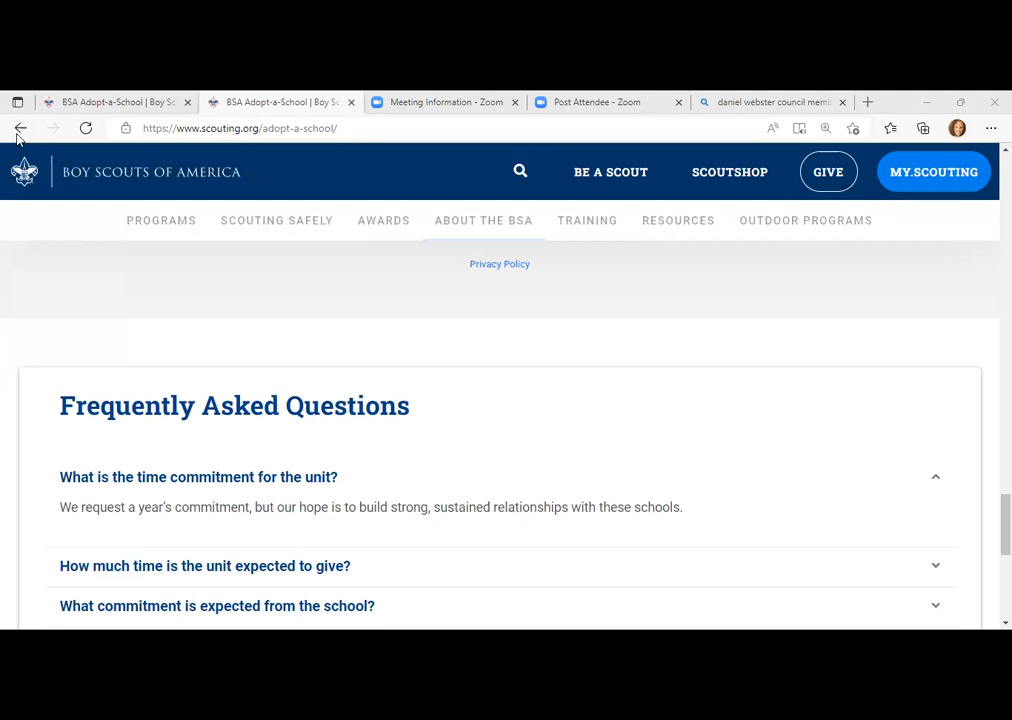 BSA Adopt-a-School | Boy Sc
BSA Adopt-a-School | Boy Sc
Meeting Information - Zoom
Post Attendee - Zoom
daniel webster council memb
https://www.scouting.org/adopt-a-school/
BOY SCOUTS OF AMERICA
BE A SCOUT
SCOUTSHOP
GIVE
MY.SCOUTING
PROGRAMS
SCOUTING SAFELY
AWARDS
ABOUT THE BSA
TRAINING
RESOURCES
OUTDOOR PROGRAMS
Privacy Policy
Frequently Asked Questions
What is the time commitment for the unit?
We request a year's commitment, but our hope is to build strong, sustained relationships with these schools.
How much time is the unit expected to give?
What commitment is expected from the school?